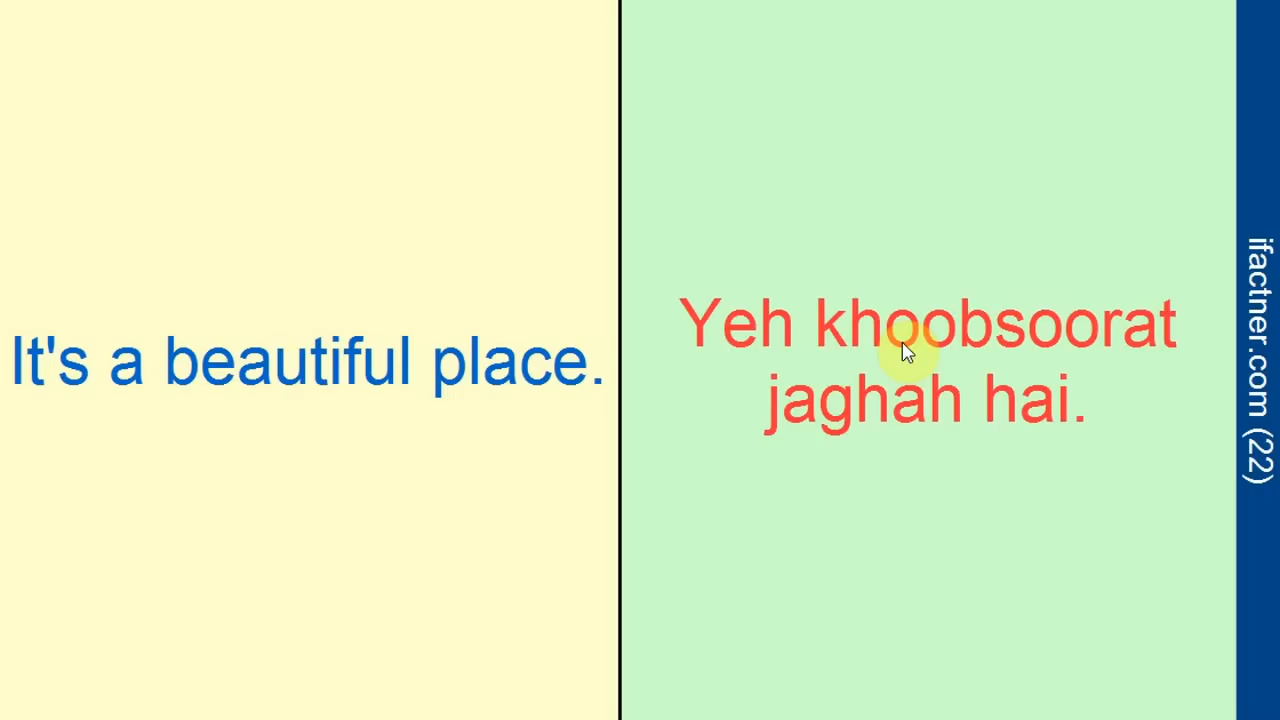 It's a beautiful place.
Yeh khoobsoorat
jaghah hai.
ifactner.com (22)